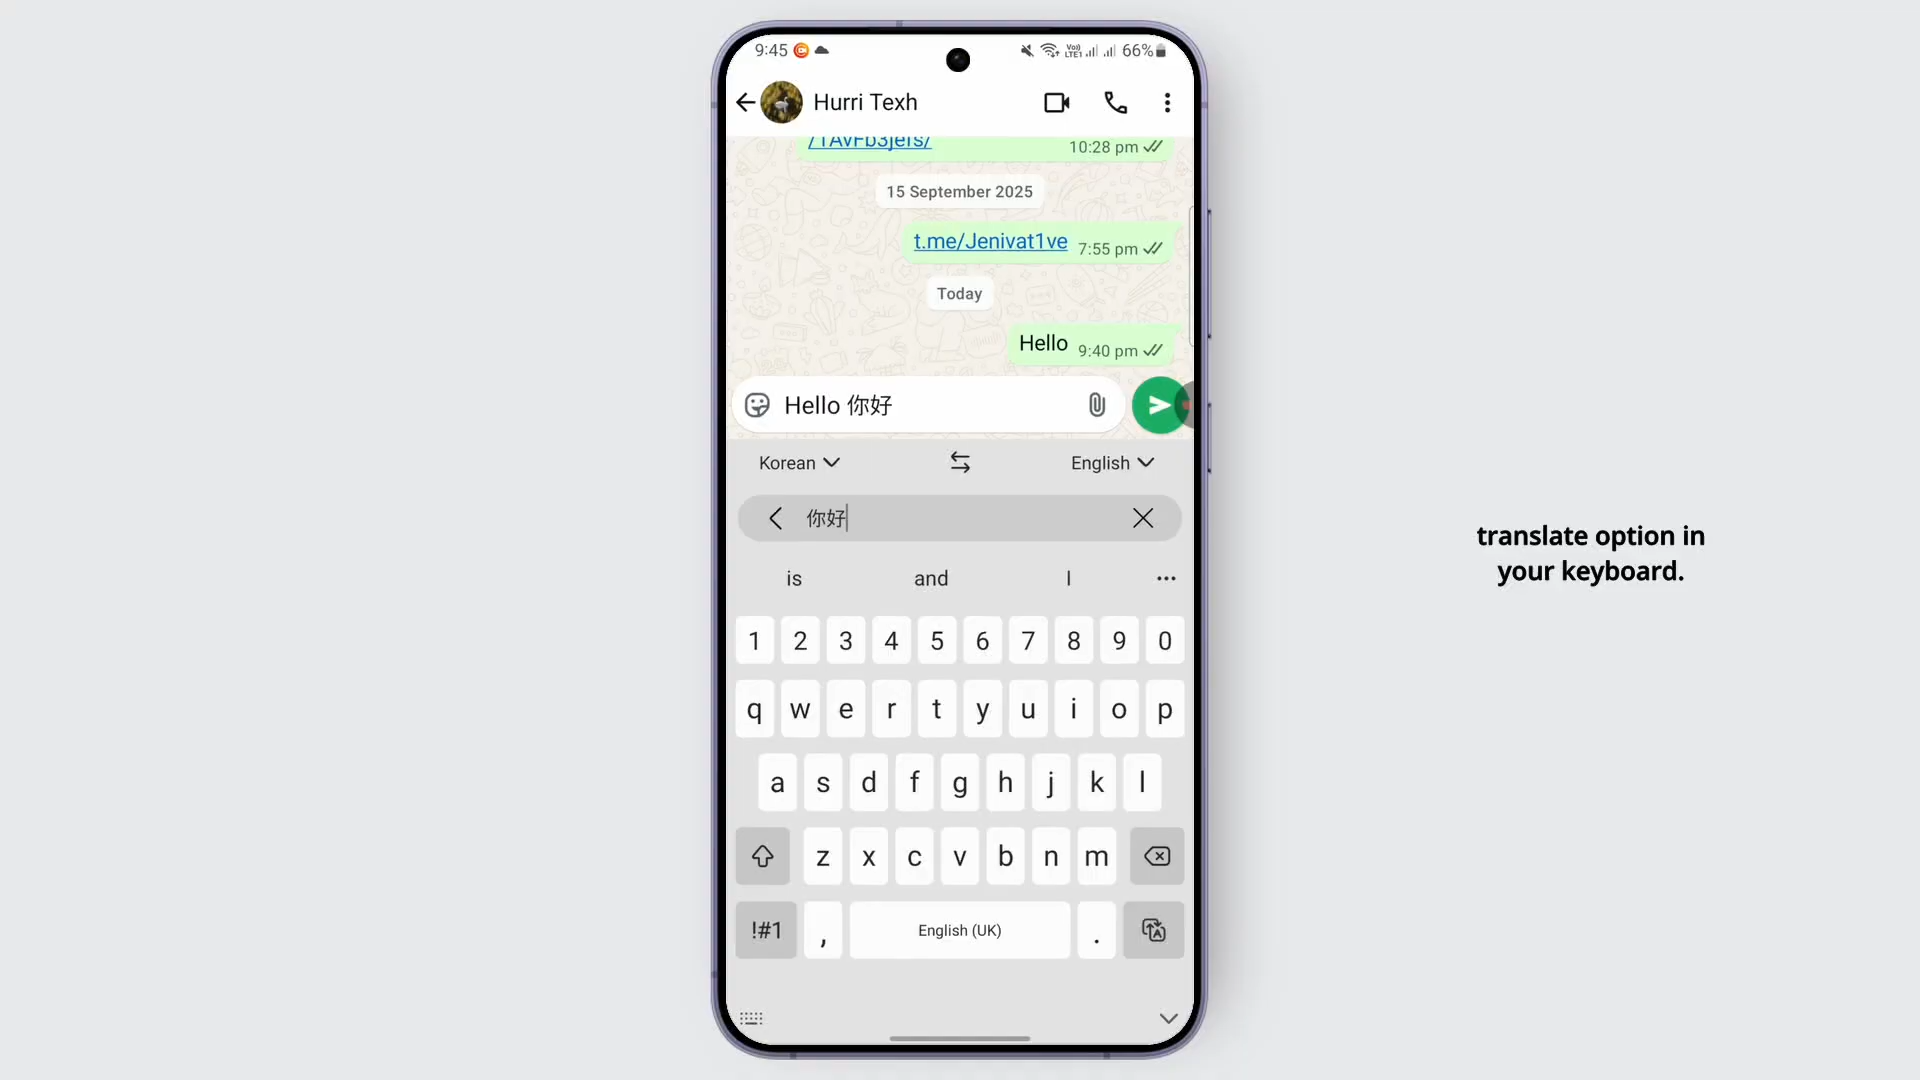 9:45
Vo)) LTE1 66%
Hurri Texh
10:28 pm
15 September 2025
t.me/Jenivat1ve 7:55 pm
Today
Hello 9:40 pm
Hello 你好
Korean English
你好
is and I
1 2 3 4 5 6 7 8 9 0
q w e r t y u i o p
a s d f g h j k l
z x c v b n m
!#1 , English (UK) .
translate option in
your keyboard.